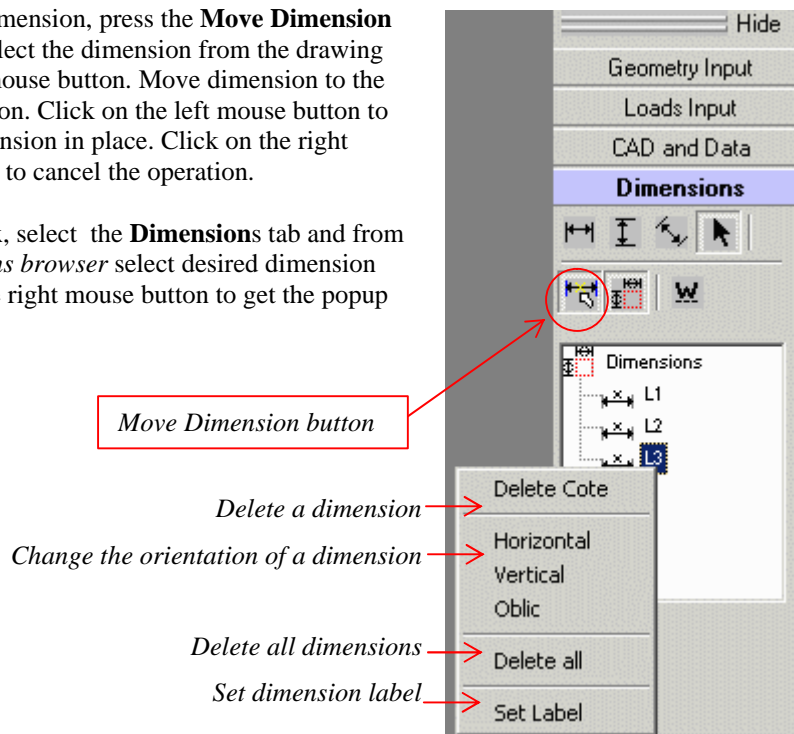 mension, press the Move Dimension
lect the dimension from the drawing
nouse button. Move dimension to the
on. Click on the left mouse button to
ension in place. Click on the right
to cancel the operation.
, select the Dimensions tab and from
ns browser select desired dimension
right mouse button to get the popup
Move Dimension button
Delete a dimension
Change the orientation of a dimension
Delete all dimensions
Set dimension label
Hide
Geometry Input
Loads Input
CAD and Data
Dimensions
W
Dimensions
L1
L2
L3
Delete Cote
Horizontal
Vertical
Oblic
Delete all
Set Label